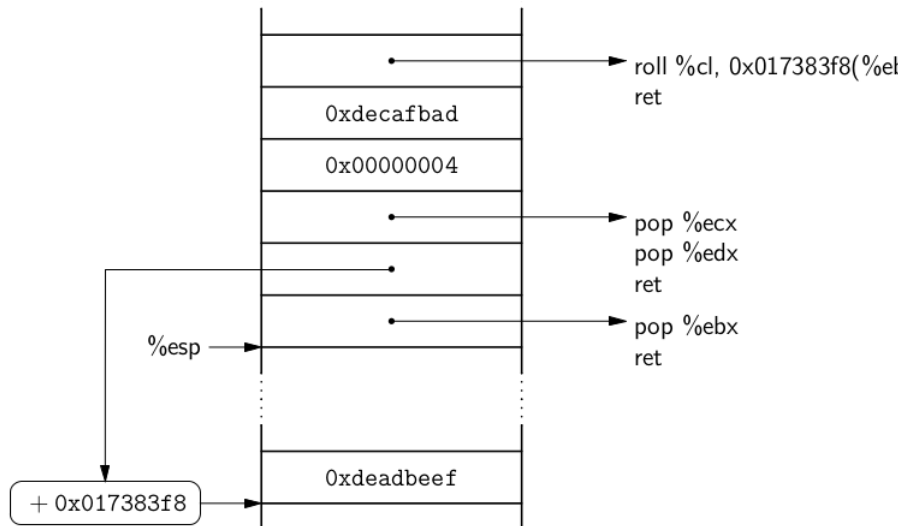 roll %cl, 0x017383f8(%eb
ret
0xdecafbad
0x00000004
pop %ecx
pop %edx
ret
pop %ebx
ret
%esp
0xdeadbeef
+ 0x017383f8